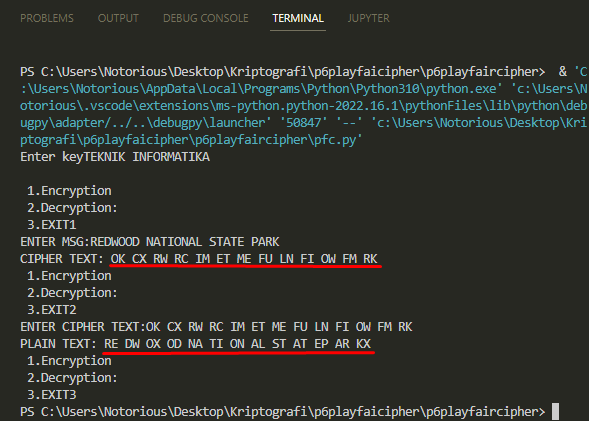 PROBLEMS OUTPUT DEBUG CONSOLE TERMINAL JUPYTER
PS C:\Users\Notorious\Desktop\Kriptografi\p6playfaicipher\p6playfaircipher>  & 'C
:\Users\Notorious\AppData\Local\Programs\Python\Python310\python.exe' 'c:\Users\N
otorious\.vscode\extensions\ms-python.python-2022.16.1\pythonFiles\lib\python\deb
ugpy\adapter/../..\debugpy\launcher' '50847' '--' 'c:\Users\Notorious\Desktop\Kri
ptografi\p6playfaicipher\p6playfaircipher\pfc.py'
Enter keyTEKNIK INFORMATIKA
1.Encryption
2.Decryption:
3.EXIT1
ENTER MSG:REDWOOD NATIONAL STATE PARK
CIPHER TEXT: OK CX RW RC IM ET ME FU LN FI OW FM RK
1.Encryption
2.Decryption:
3.EXIT2
ENTER CIPHER TEXT:OK CX RW RC IM ET ME FU LN FI OW FM RK
PLAIN TEXT: RE DW OX OD NA TI ON AL ST AT EP AR KX
1.Encryption
2.Decryption:
3.EXIT3
PS C:\Users\Notorious\Desktop\Kriptografi\p6playfaicipher\p6playfaircipher>